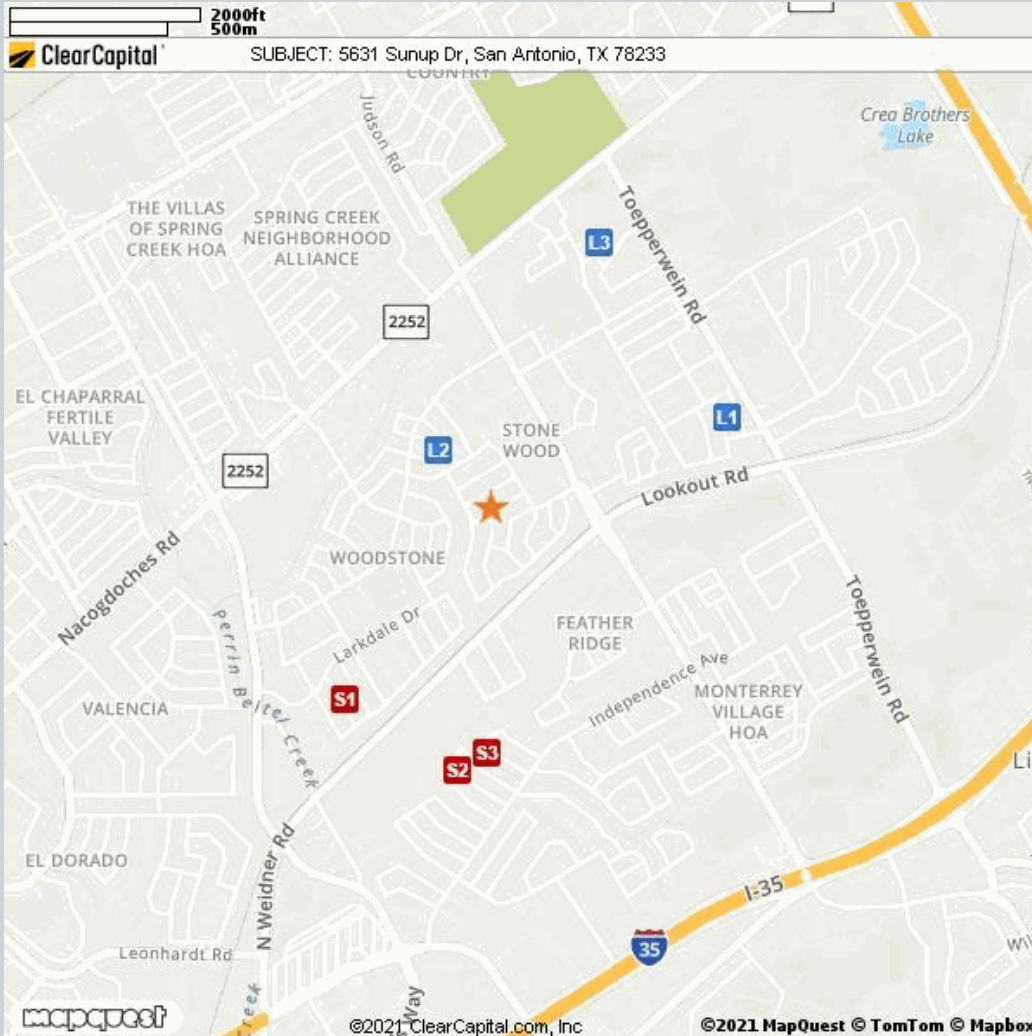 2000ft
500m
ClearCapital
SUBJECT: 5631 Sunup Dr, San Antonio, TX 78233
COUNTRY
Judson Rd
Crea Brothers
Lake
THE VILLAS
OF SPRING
CREEK HOA
SPRING CREEK
NEIGHBORHOOD
ALLIANCE
Toepperwein Rd
L3
2252
EL CHAPARRAL
FERTILE
VALLEY
L1
STONE
WOOD
L2
2252
Lookout Rd
WOODSTONE
Nacogdoches Rd
Larkdale Dr
FEATHER
RIDGE
Toepperwein Rd
Perrin Beitel Creek
Independence Ave
S1
MONTERREY
VILLAGE
HOA
VALENCIA
S3
S2
Li
EL DORADO
N Weidner Rd
I-35
35
Leonhardt Rd
Creek
Way
mapquest
©2021 ClearCapital.com, Inc
©2021 MapQuest © TomTom © Mapbox